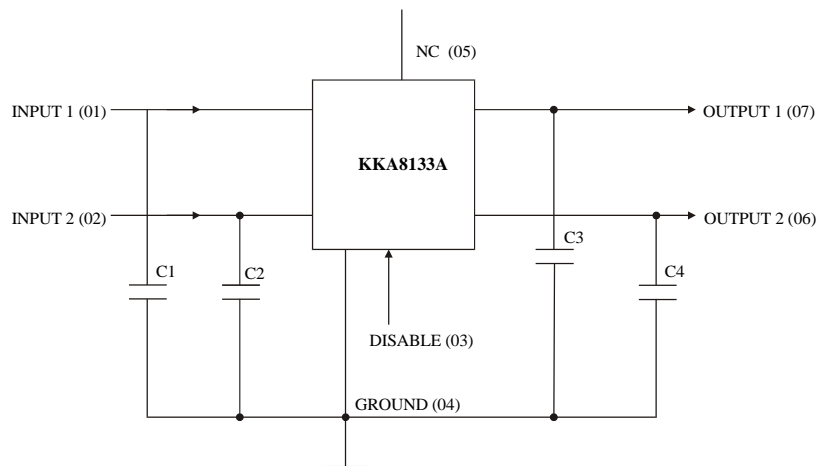 NC (05)
INPUT 1 (01)
OUTPUT 1 (07)
KKA8133A
INPUT 2 (02)
OUTPUT 2 (06)
C3
C1
C2
C4
DISABLE (03)
GROUND (04)